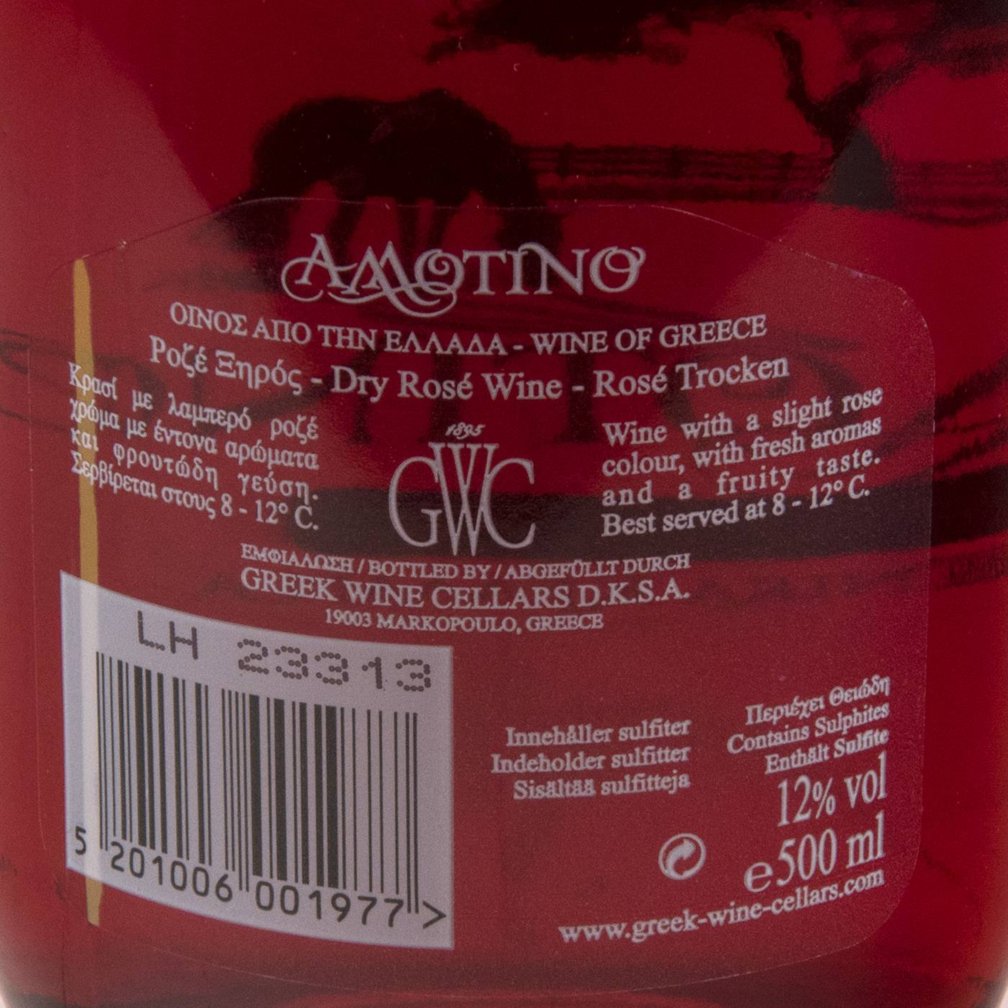 AMOTINO
ΟΙΝΟΣ ΑΠΟ ΤΗΝ ΕΛΛΑΔΑ - WINE OF GREECE
Ροζέ Ξηρός - Dry Rosé Wine - Rosé Trocken
Κρασί με λαμπερό ροζέ
χρώμα με έντονα αρώματα
και φρουτώδη γεύση.
Σερβίρεται στους 8 - 12° C.
1895
GWC
Wine with a slight rose
colour, with fresh aromas
and a fruity taste.
Best served at 8 - 12° C.
ΕΜΦΙΑΛΩΣΗ / BOTTLED BY / ABGEFÜLLT DURCH
GREEK WINE CELLARS D.K.S.A.
19003 MARKOPOULO, GREECE
LH 23313
5 201006 001977 >
Innehåller sulfiter
Indeholder sulfitter
Sisältää sulfitteja
Περιέχει Θειώδη
Contains Sulphites
Enthält Sulfite
12% vol
℮500 ml
www.greek-wine-cellars.com